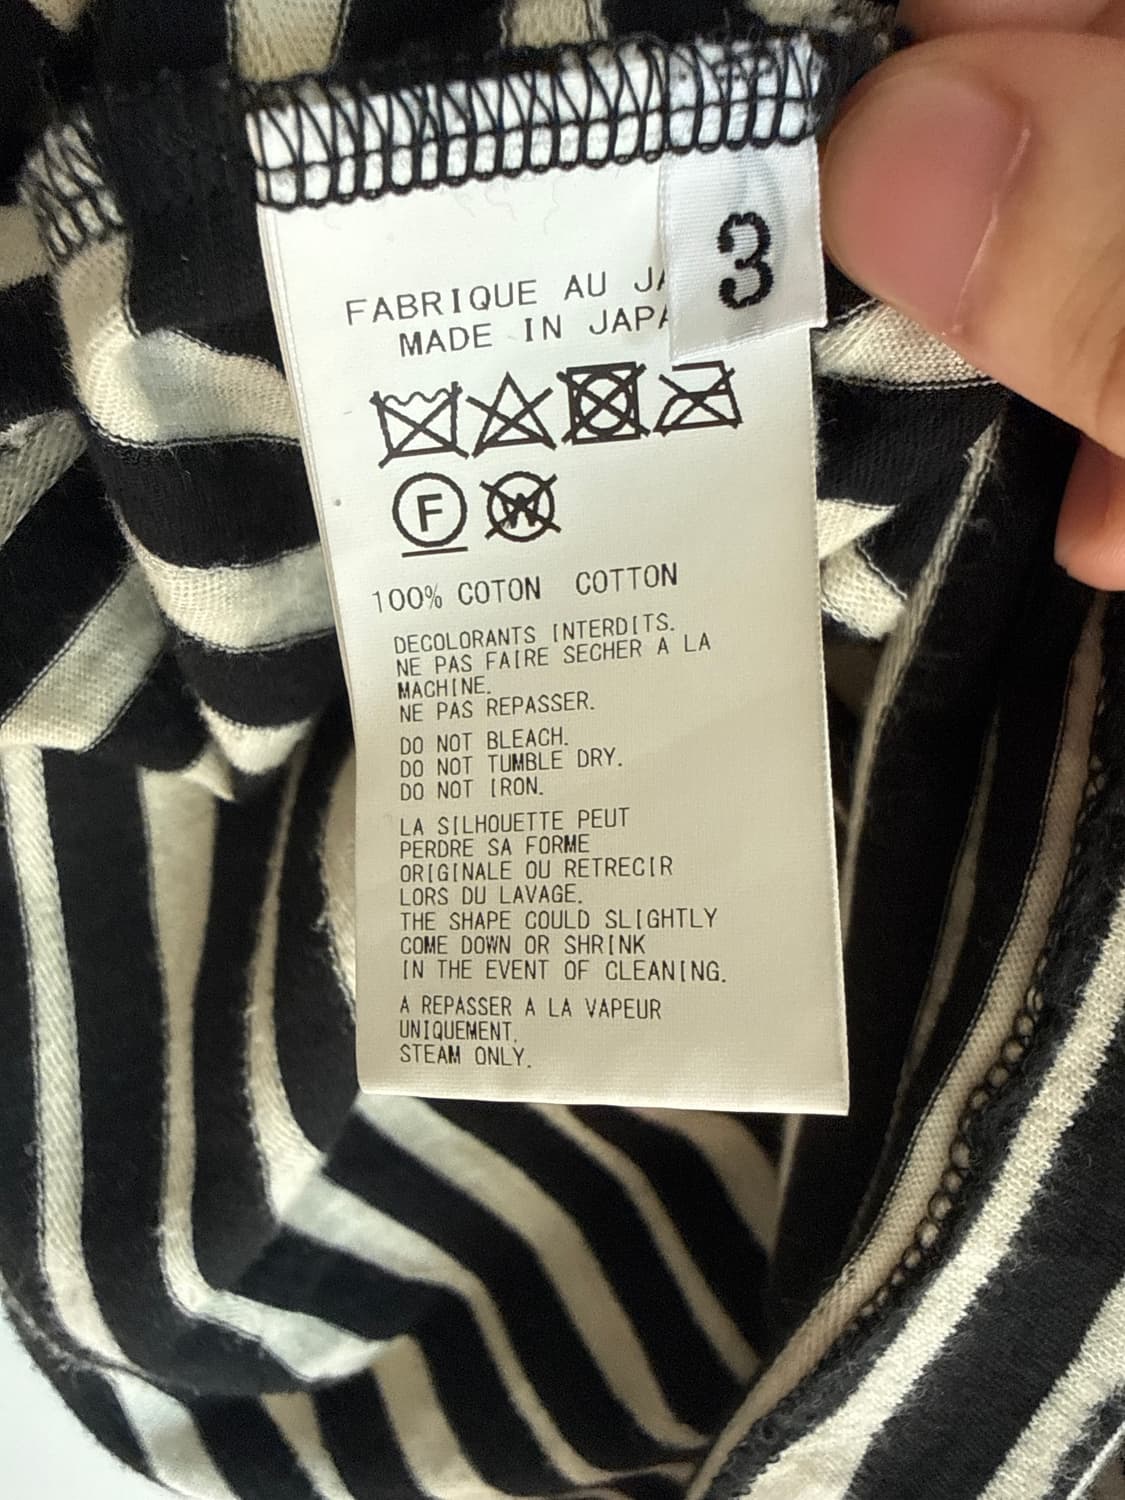 3
FABRIQUE AU
MADE IN
F
W
100% COTON COTTON
DECOLORANTS INTERDITS.
NE PAS FAIRE SECHER A LA
MACHINE.
NE PAS REPASSER.
DO NOT BLEACH.
DO NOT TUMBLE DRY.
DO NOT IRON.
LA SILHOUETTE PEUT
PERDRE SA FORME
ORIGINALE OU RETRECIR
LORS DU LAVAGE.
THE SHAPE COULD SLIGHTLY
COME DOWN OR SHRINK
IN THE EVENT OF CLEANING.
A REPASSER A LA VAPEUR
UNIQUEMENT.
STEAM ONLY.